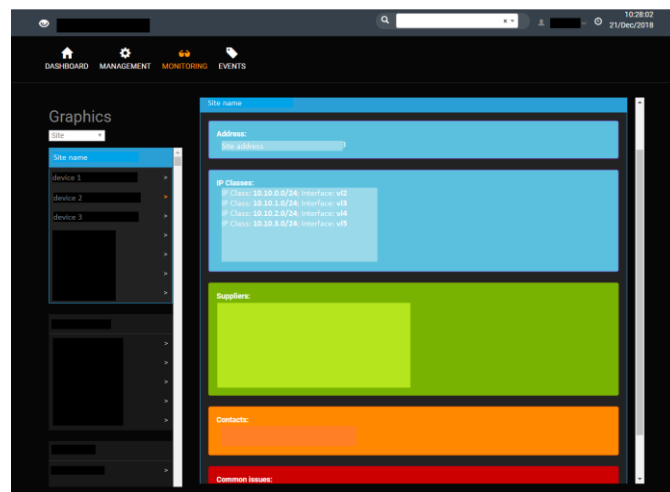 10:28:02
21/Dec/2018
DASHBOARD MANAGEMENT MONITORING EVENTS
Graphics
Site
Site name
device 1 >
device 2 >
device 3 >
>
>
>
>
>
>
>
>
>
>
Site name
Address:
Site address
IP Classes:
IP Class: 10.10.0.0/24; Interface: vl2
IP Class: 10.10.1.0/24; Interface: vl3
IP Class: 10.10.2.0/24; Interface: vl4
IP Class: 10.10.3.0/24; Interface: vl5
Suppliers:
Contacts:
Common issues: